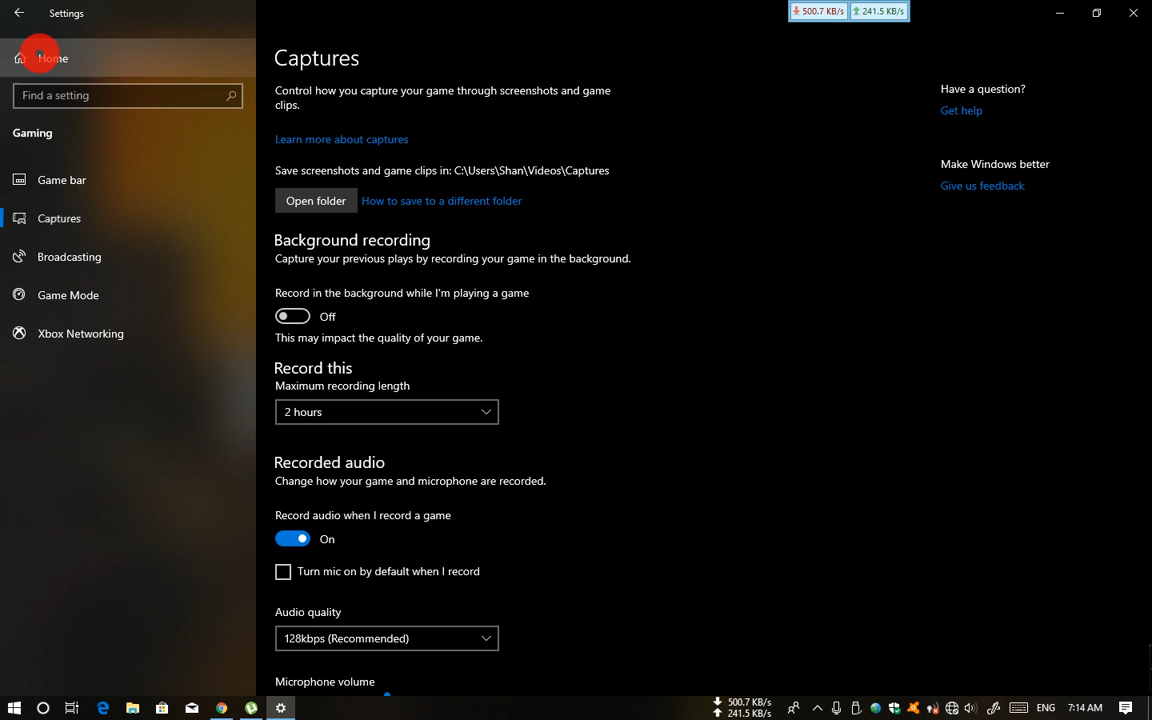 Settings
500.7 KB/s 241.5 KB/s
Home
Find a setting
Gaming
Game bar
Captures
Broadcasting
Game Mode
Xbox Networking
Captures
Control how you capture your game through screenshots and game
clips.
Learn more about captures
Save screenshots and game clips in: C:\Users\Shan\Videos\Captures
Open folder
How to save to a different folder
Background recording
Capture your previous plays by recording your game in the background.
Record in the background while I'm playing a game
Off
This may impact the quality of your game.
Record this
Maximum recording length
2 hours
Recorded audio
Change how your game and microphone are recorded.
Record audio when I record a game
On
Turn mic on by default when I record
Audio quality
128kbps (Recommended)
Microphone volume
Have a question?
Get help
Make Windows better
Give us feedback
500.7 KB/s
241.5 KB/s
ENG
7:14 AM